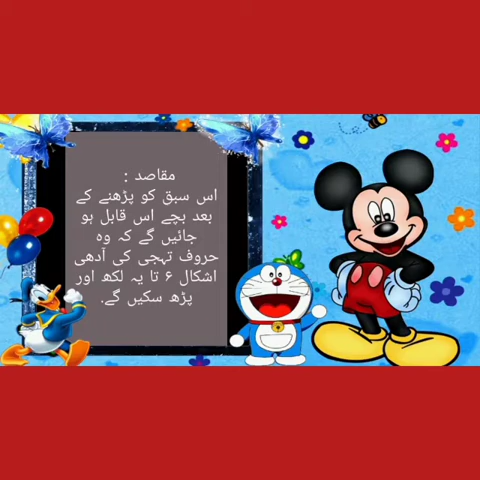 مقاصد :
اس سبق کو پڑھنے کے
بعد بچے اس قابل ہو
جائیں گے کہ وہ
حروف تہجی کی آدھی
اشکال ۶ تا یہ لکھ اور
پڑھ سکیں گے.